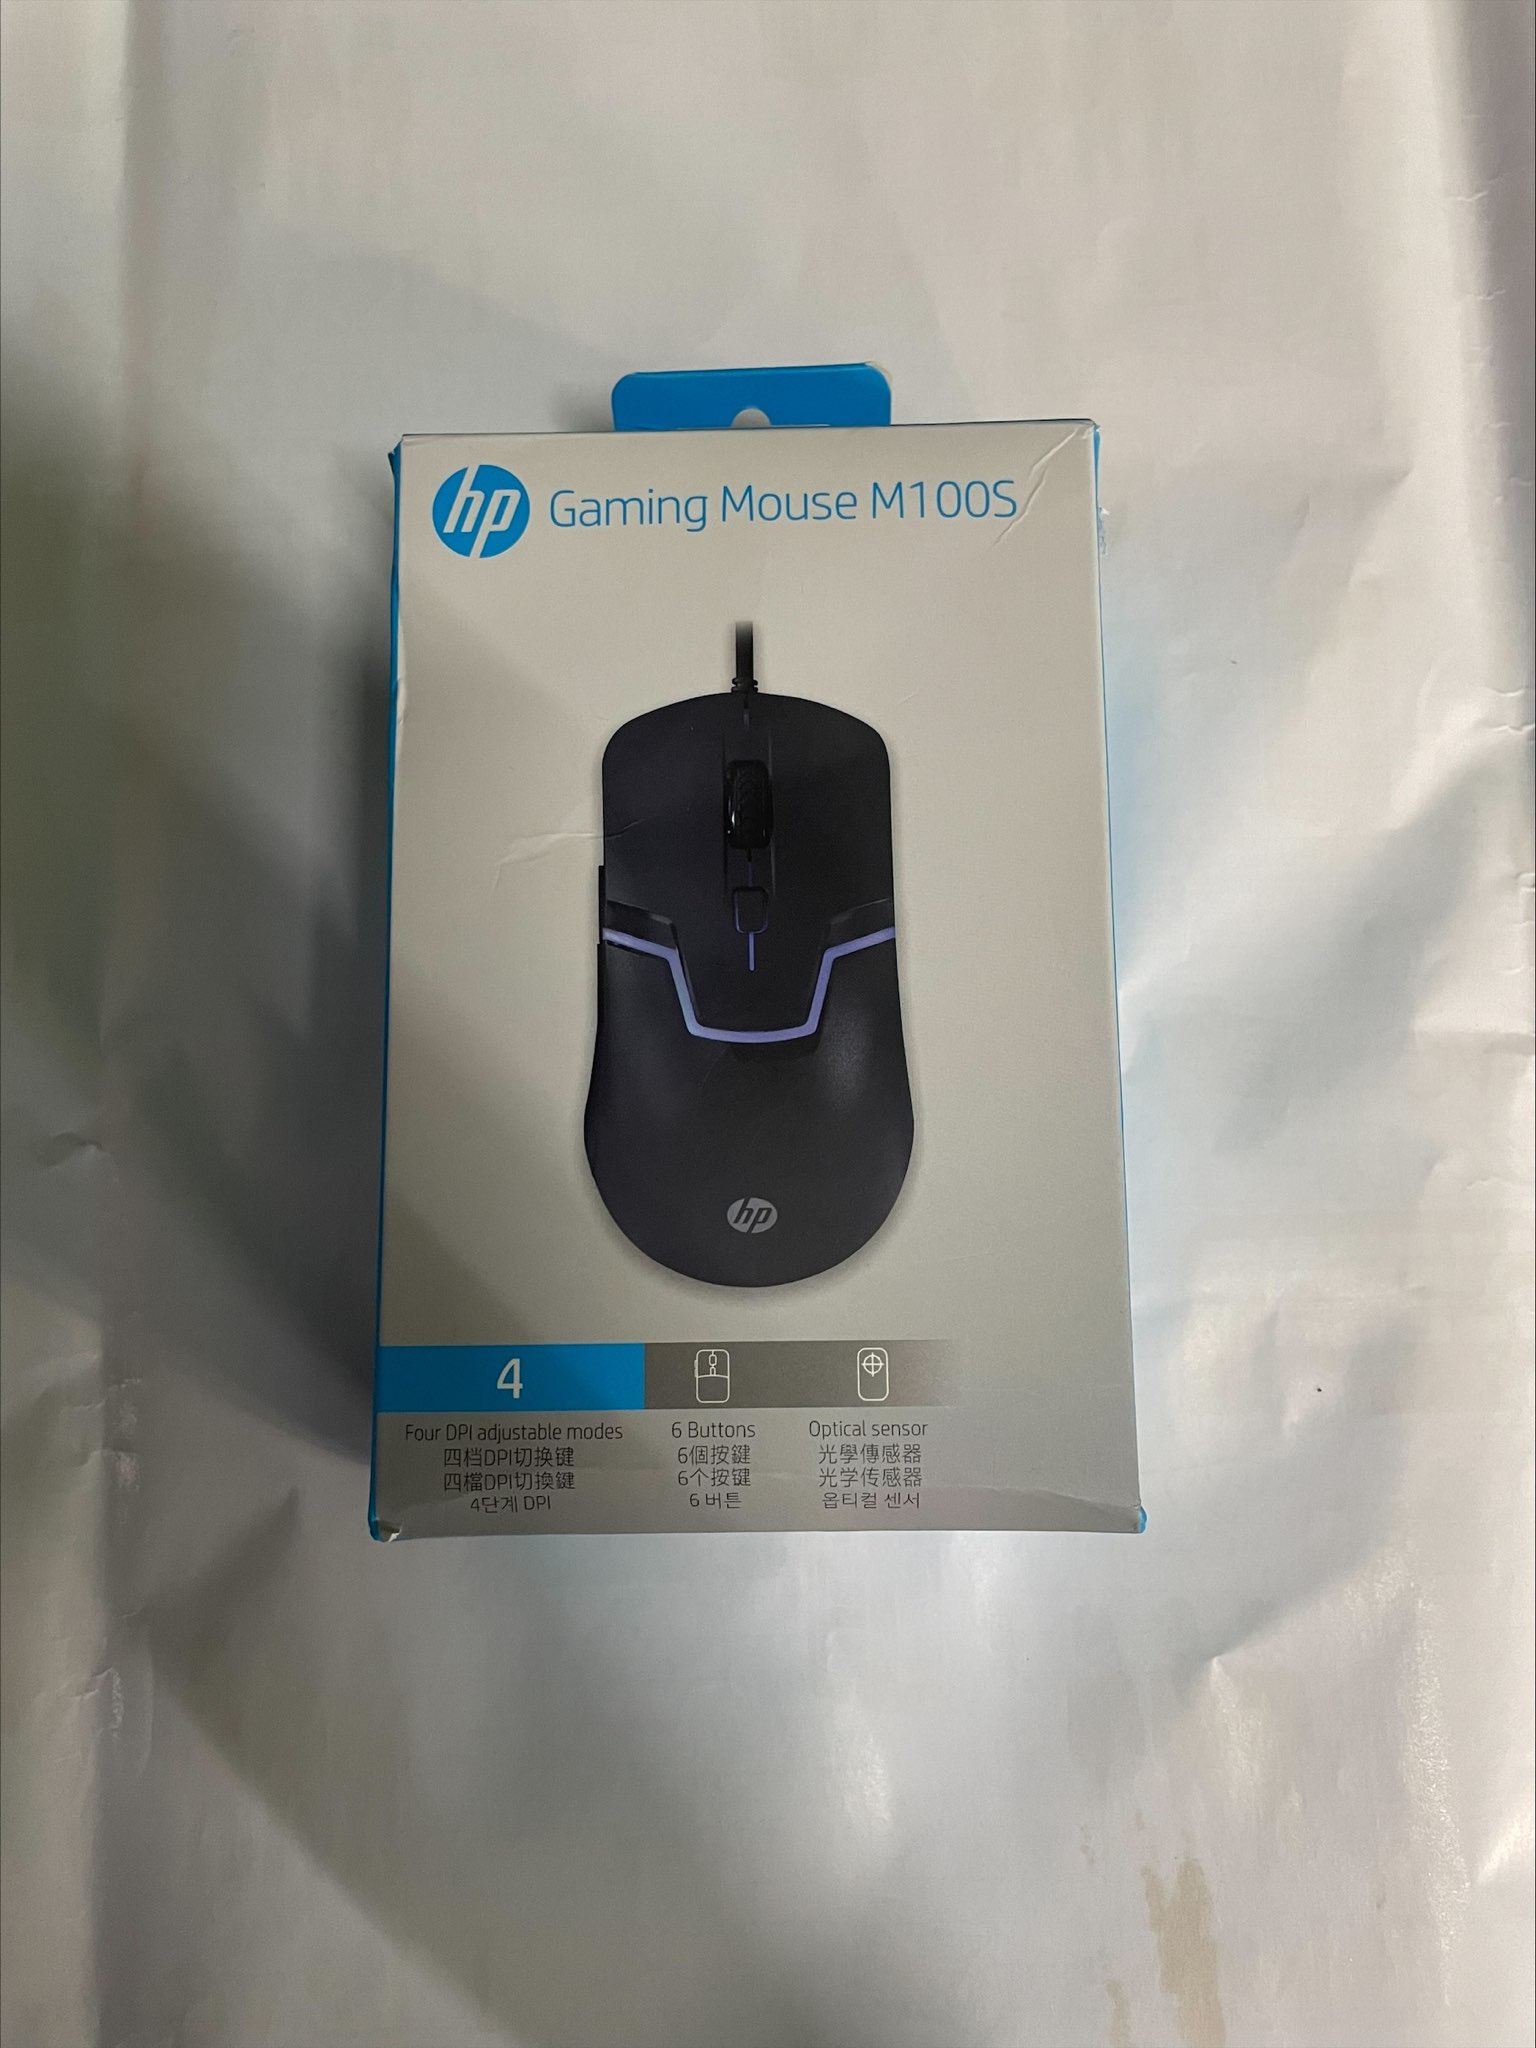 hp Gaming Mouse M100S
hp
4
Four DPI adjustable modes
四档DPI切换键
四檔DPI切換鍵
4단계 DPI
6 Buttons
6個按鍵
6个按键
6 버튼
Optical sensor
光學傳感器
光学传感器
옵티컬 센서